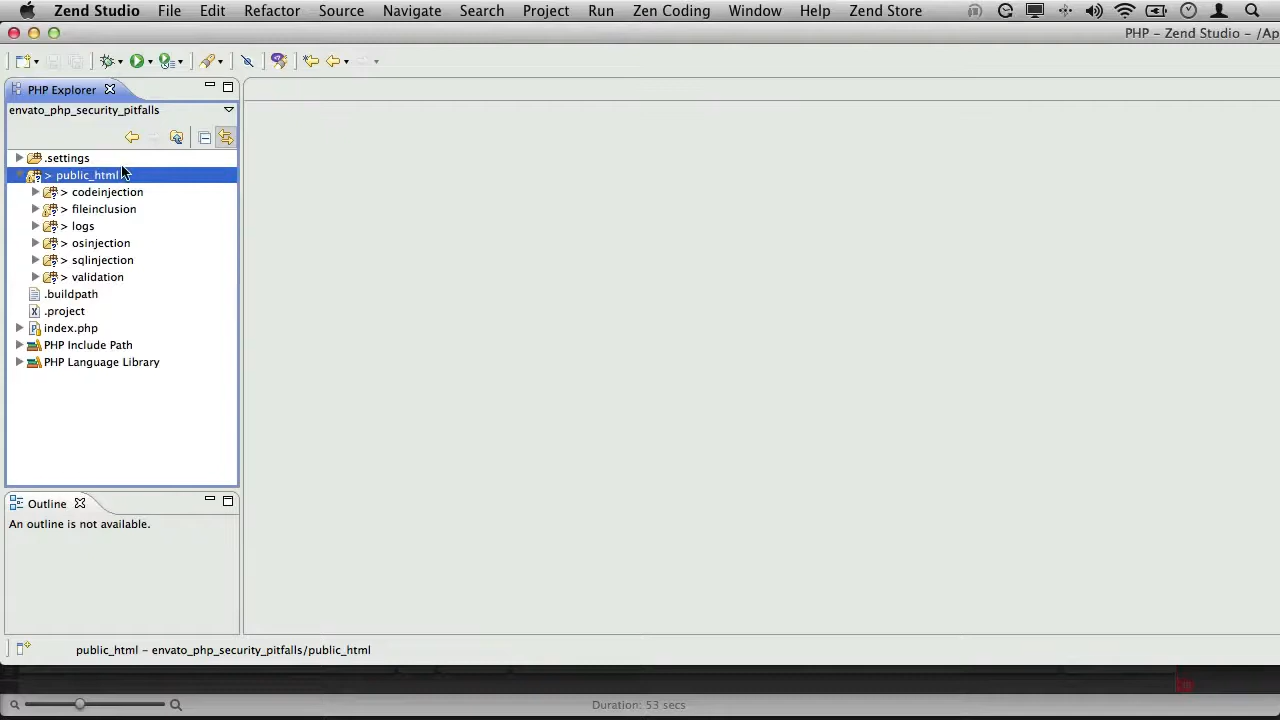 Zend Studio File Edit Refactor Source Navigate Search Project Run Zen Coding Window Help Zend Store
PHP – Zend Studio – /Ap
PHP Explorer
envato_php_security_pitfalls
.settings
> public_html
> codeinjection
> fileinclusion
> logs
> osinjection
> sqlinjection
> validation
.buildpath
.project
index.php
PHP Include Path
PHP Language Library
Outline
An outline is not available.
public_html – envato_php_security_pitfalls/public_html
Duration: 53 secs